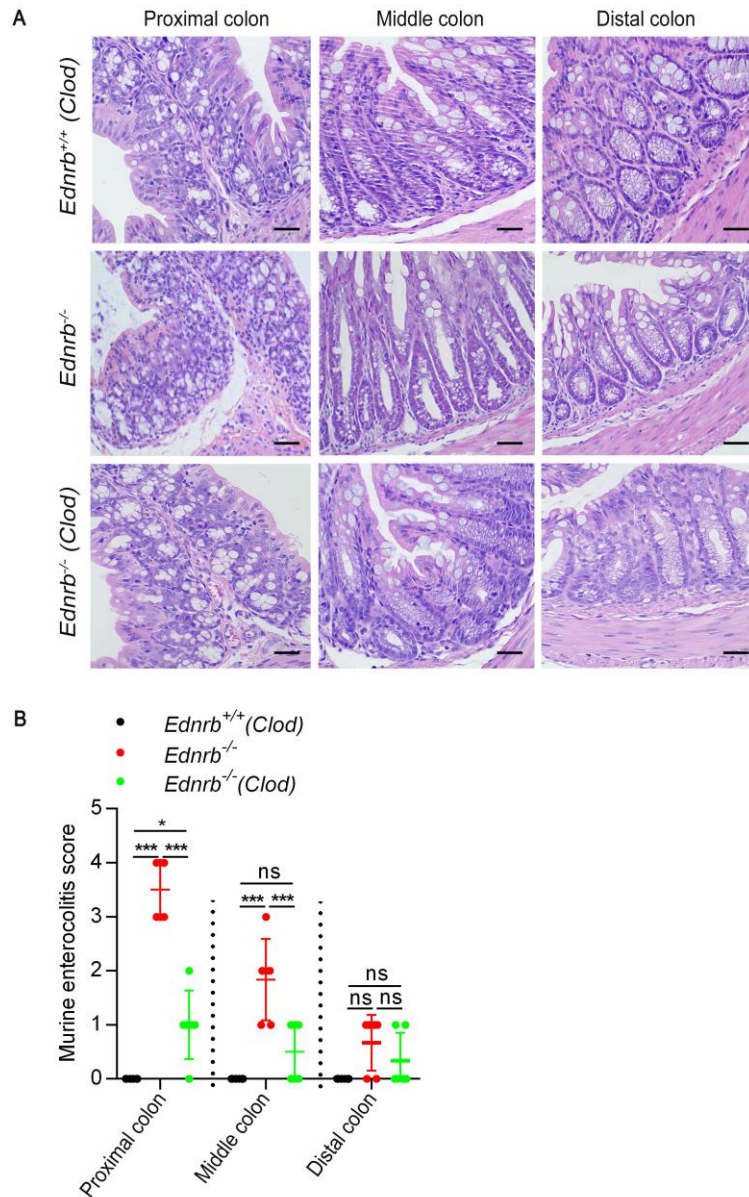 A
Proximal colon
Middle colon
Distal colon
Ednrb+/+ (Clod)
Ednrb-/-
Ednrb-/- (Clod)
B
Ednrb+/+(Clod)
Ednrb-/-
Ednrb-/-(Clod)
Murine enterocolitis score
5
4
3
2
1
0
*
*** ***
ns
*** ***
ns
ns ns
Proximal colon
Middle colon
Distal colon